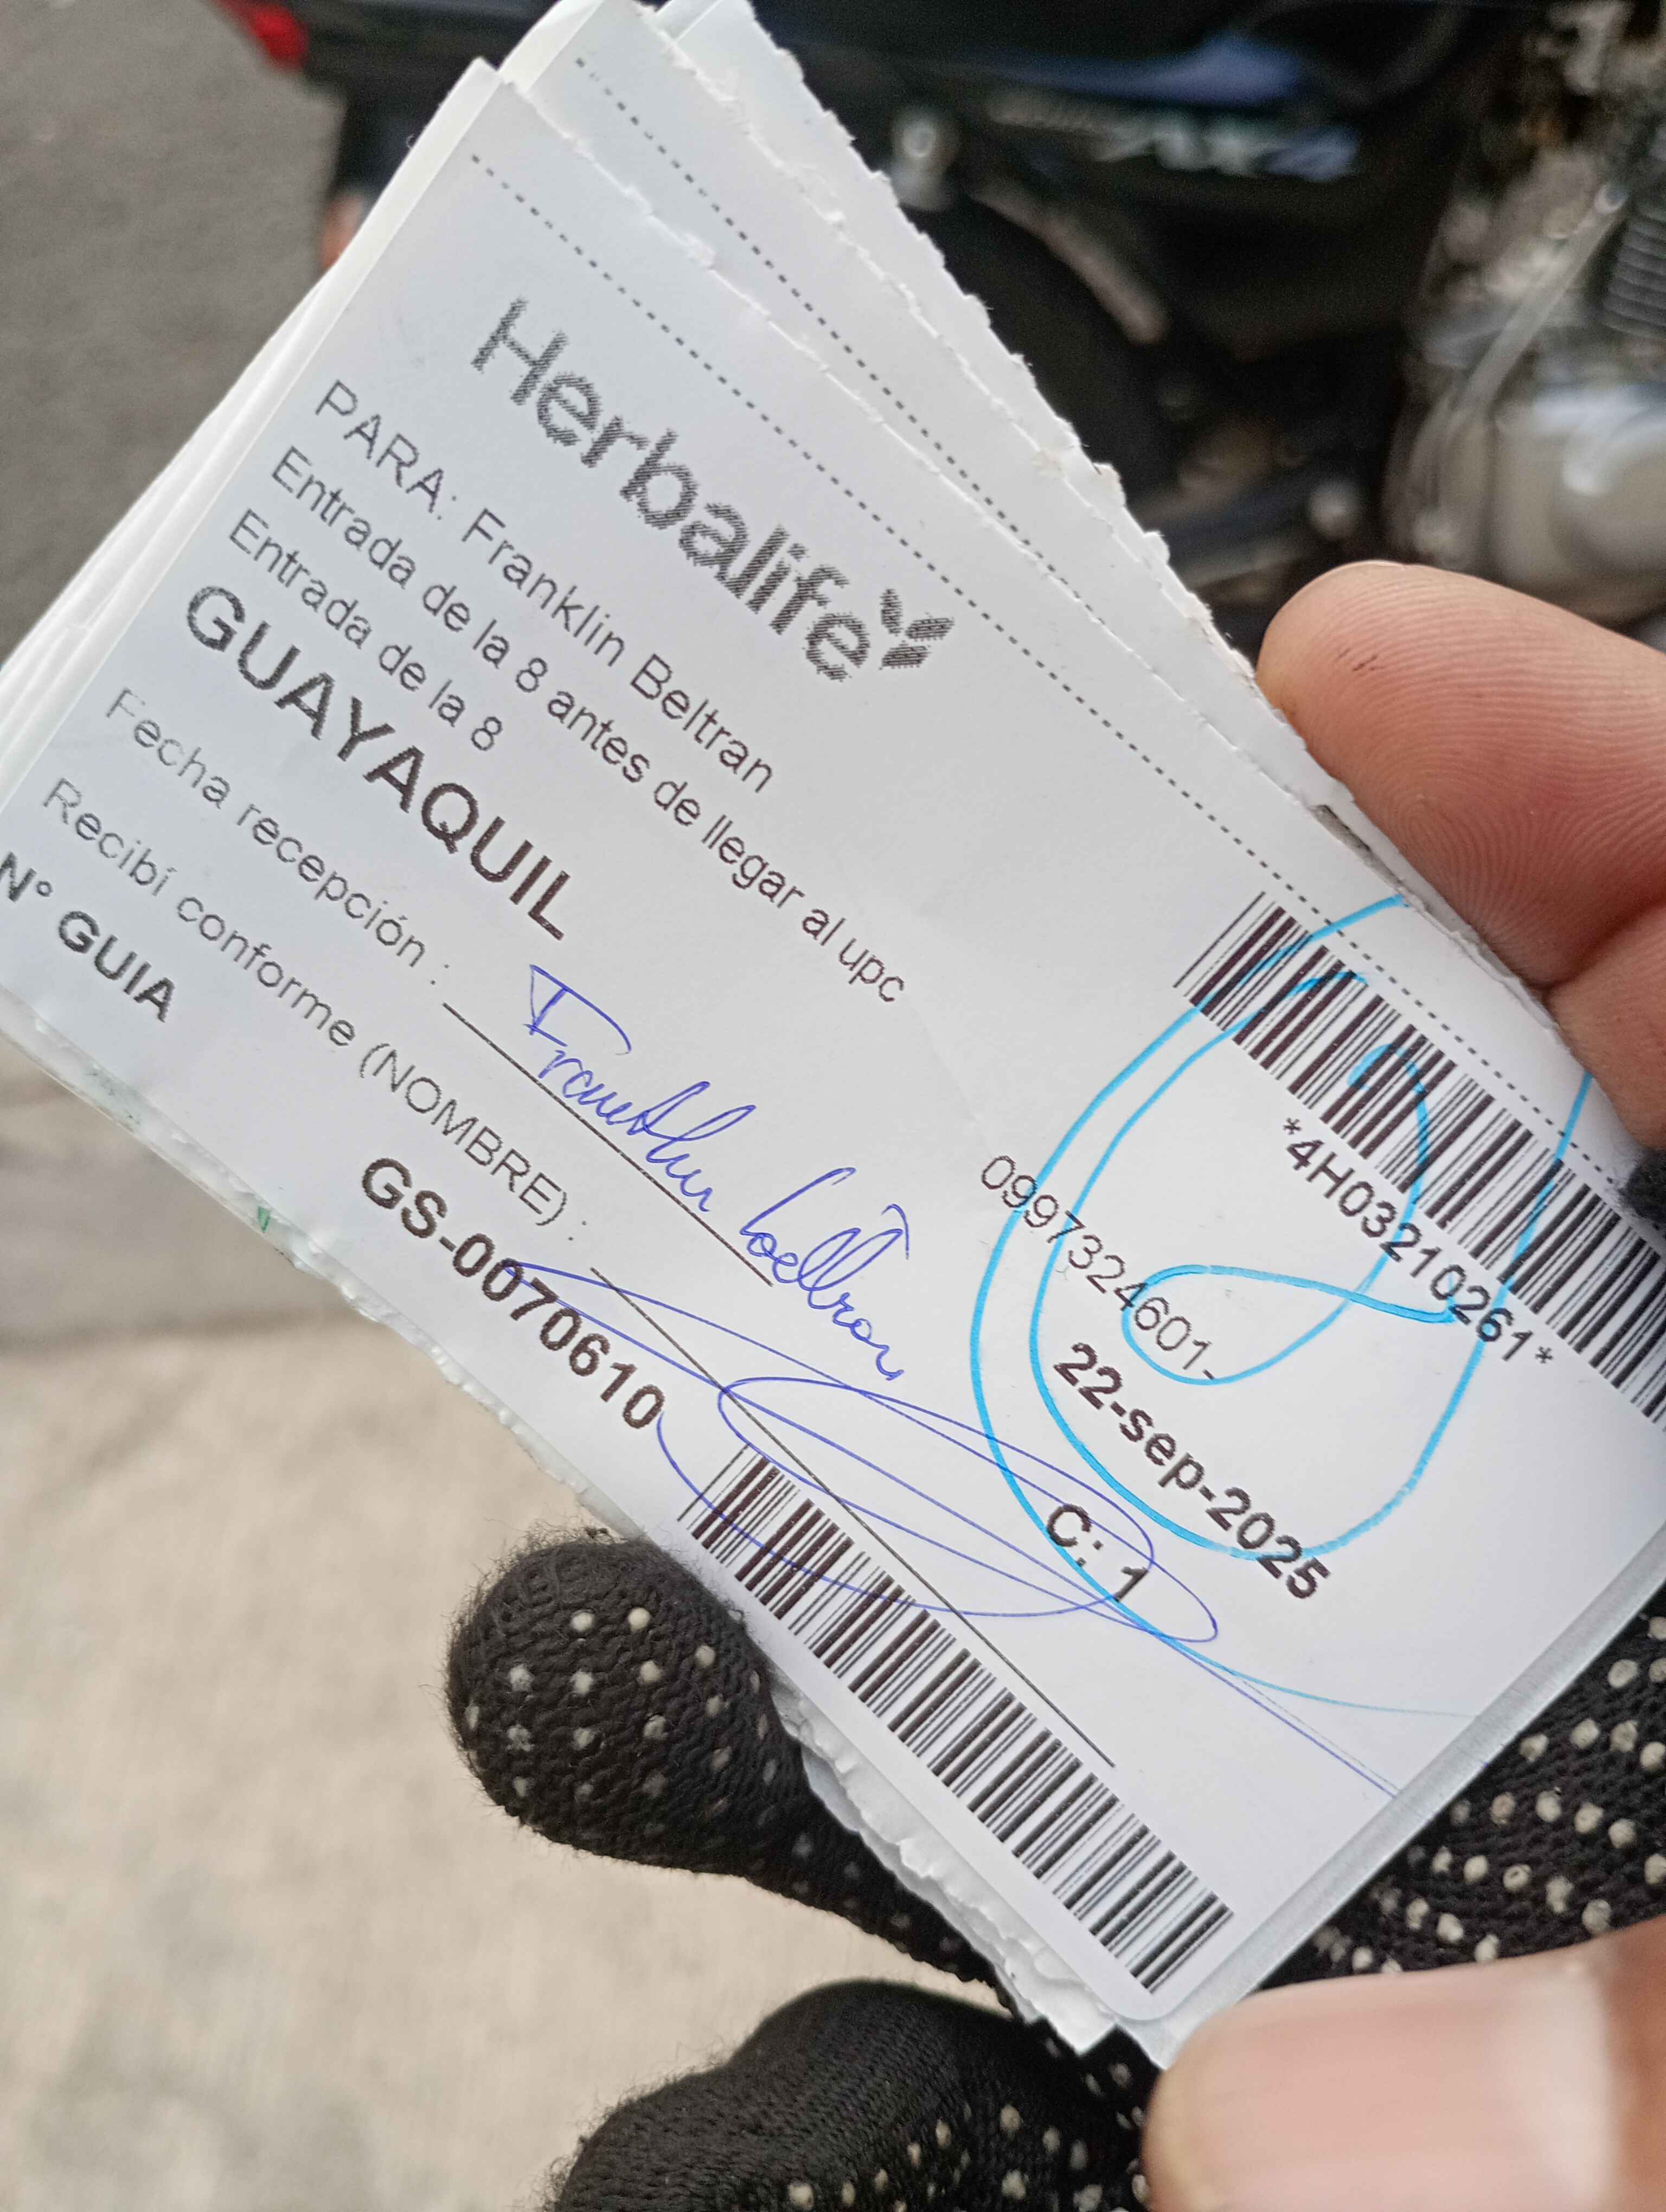 Herbalife
*4H03210261*
PARA: Franklin Beltran
Entrada de la 8 antes de llegar al upc
Entrada de la 8
0997324601-
GUAYAQUIL
22-sep-2025
Fecha recepción :
Recibí conforme (NOMBRE) :
C: 1
N° GUIA
GS-0070610